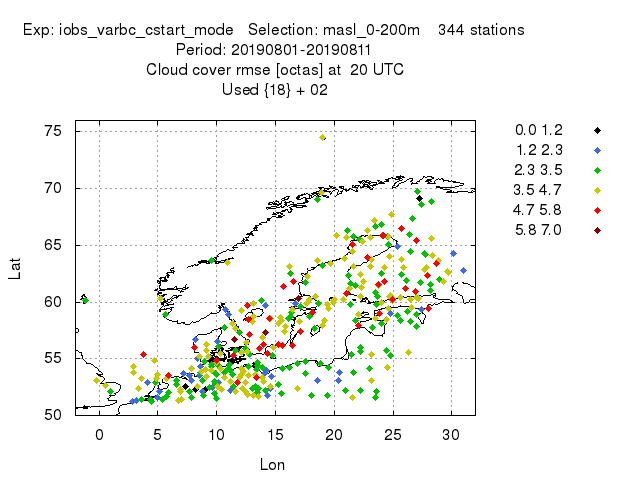 Exp: iobs_varbc_cstart_mode   Selection: masl_0-200m    344 stations
Period: 20190801-20190811
Cloud cover rmse [octas] at  20 UTC
Used {18} + 02
0.0 1.2
1.2 2.3
2.3 3.5
3.5 4.7
4.7 5.8
5.8 7.0
75
70
65
60
55
50
Lat
0 5 10 15 20 25 30
Lon